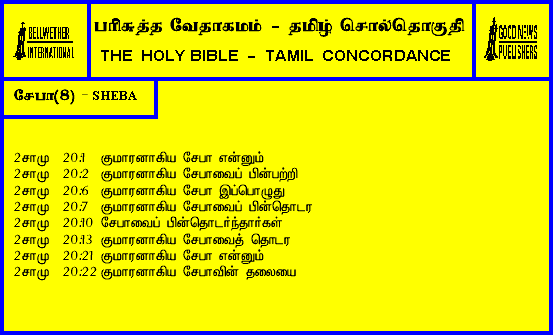 BELLWETHER
INTERNATIONAL
பரிசுத்த வேதாகமம் - தமிழ் சொல்தொகுதி
THE HOLY BIBLE - TAMIL CONCORDANCE
GOOD NEWS
PUBLISHERS
சேபா(8) - SHEBA
2சாமு 20:1 குமாரனாகிய சேபா என்னும்
2சாமு 20:2 குமாரனாகிய சேபாவைப் பின்பற்றி
2சாமு 20:6 குமாரனாகிய சேபா இப்பொழுது
2சாமு 20:7 குமாரனாகிய சேபாவைப் பின்தொடர
2சாமு 20:10 சேபாவைப் பின்தொடர்ந்தார்கள்
2சாமு 20:13 குமாரனாகிய சேபாவைத் தொடர
2சாமு 20:21 குமாரனாகிய சேபா என்னும்
2சாமு 20:22 குமாரனாகிய சேபாவின் தலையை